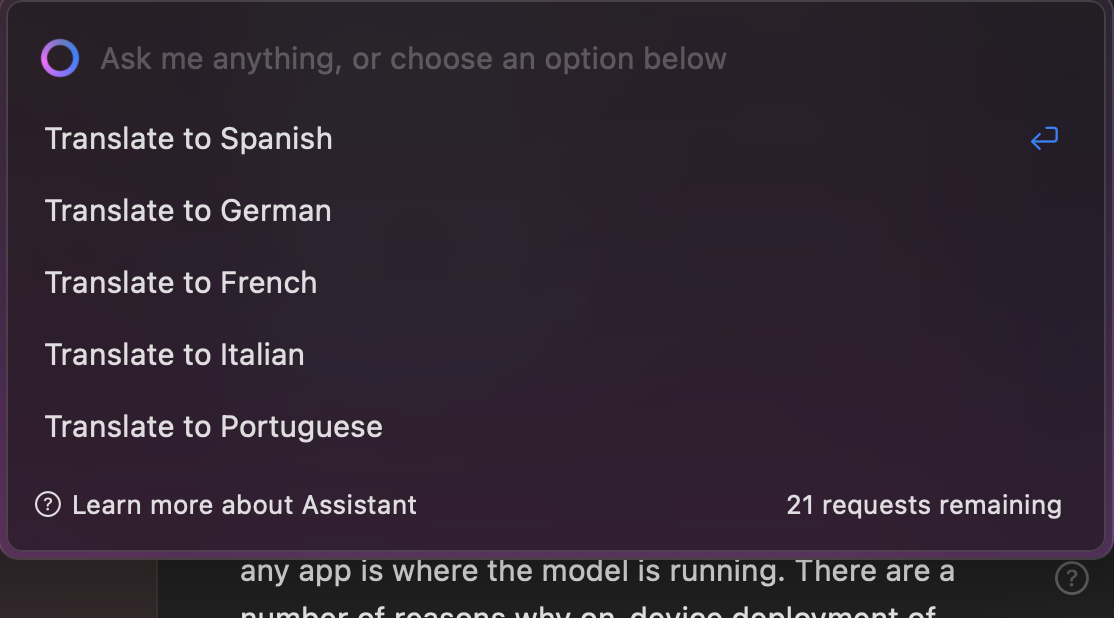 Ask me anything, or choose an option below
Translate to Spanish
Translate to German
Translate to French
Translate to Italian
Translate to Portuguese
Learn more about Assistant
21 requests remaining
any app is where the model is running. There are a
number of reasons why on-device deployment of